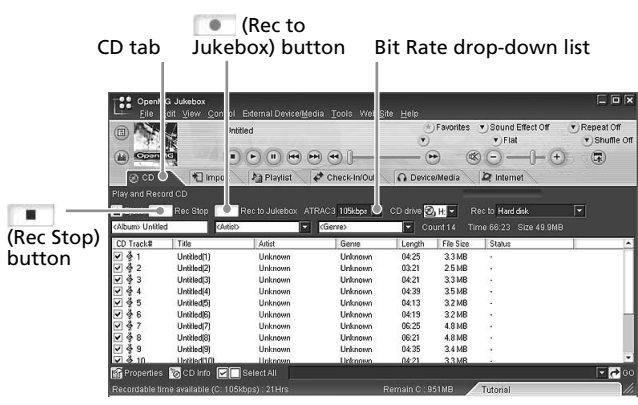 (Rec to
Jukebox) button
CD tab
Bit Rate drop-down list
OpenMG Jukebox
File Edit View Control External Device/Media Tools Web Site Help
Untitled
Favorites Sound Effect Off Repeat Off
Flat Shuffle Off
OpenMG
CD Import Playlist Check-In/Out Device/Media Internet
Play and Record CD
Rec Stop Rec to Jukebox ATRAC3 105kbps CD drive H: Rec to Hard disk
(Rec Stop)
button
<Album> Untitled <Artist> <Genre> Count 14 Time 66:23 Size 49.9MB
CD Track# Title Artist Genre Length File Size Status
1 Untitled[1] Unknown Unknown 04:25 3.3 MB -
2 Untitled[2] Unknown Unknown 03:21 2.5 MB -
3 Untitled[3] Unknown Unknown 04:21 3.3 MB -
4 Untitled[4] Unknown Unknown 04:39 3.5 MB -
5 Untitled[5] Unknown Unknown 04:13 3.2 MB -
6 Untitled[6] Unknown Unknown 04:19 3.2 MB -
7 Untitled[7] Unknown Unknown 06:25 4.8 MB -
8 Untitled[8] Unknown Unknown 06:21 4.8 MB -
9 Untitled[9] Unknown Unknown 04:35 3.4 MB -
10 Untitled[10] Unknown Unknown 04:21 3.3 MB -
Properties CD Info Select All GO
Recordable time available (C: 105kbps) : 21Hrs Remain C : 951MB Tutorial